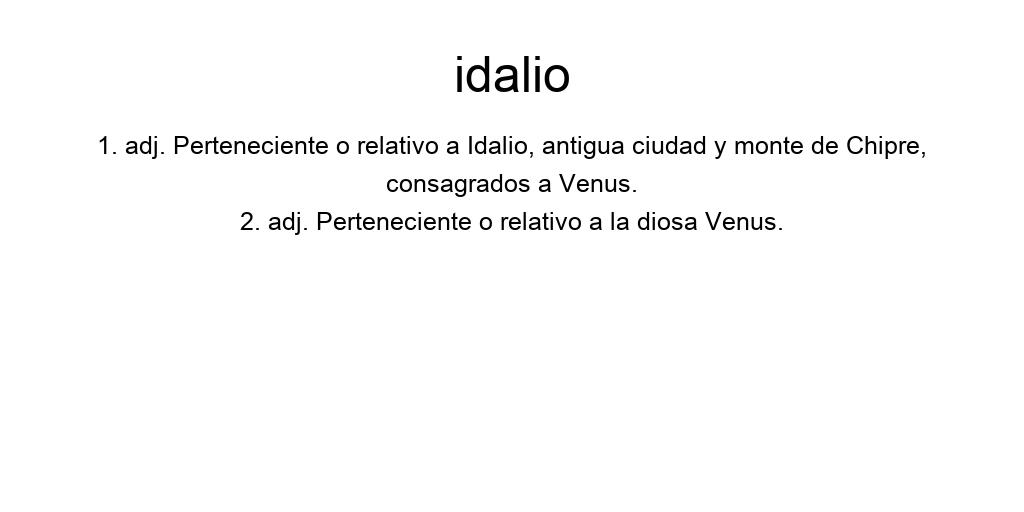 idalio
1. adj. Perteneciente o relativo a Idalio, antigua ciudad y monte de Chipre,
consagrados a Venus.
2. adj. Perteneciente o relativo a la diosa Venus.